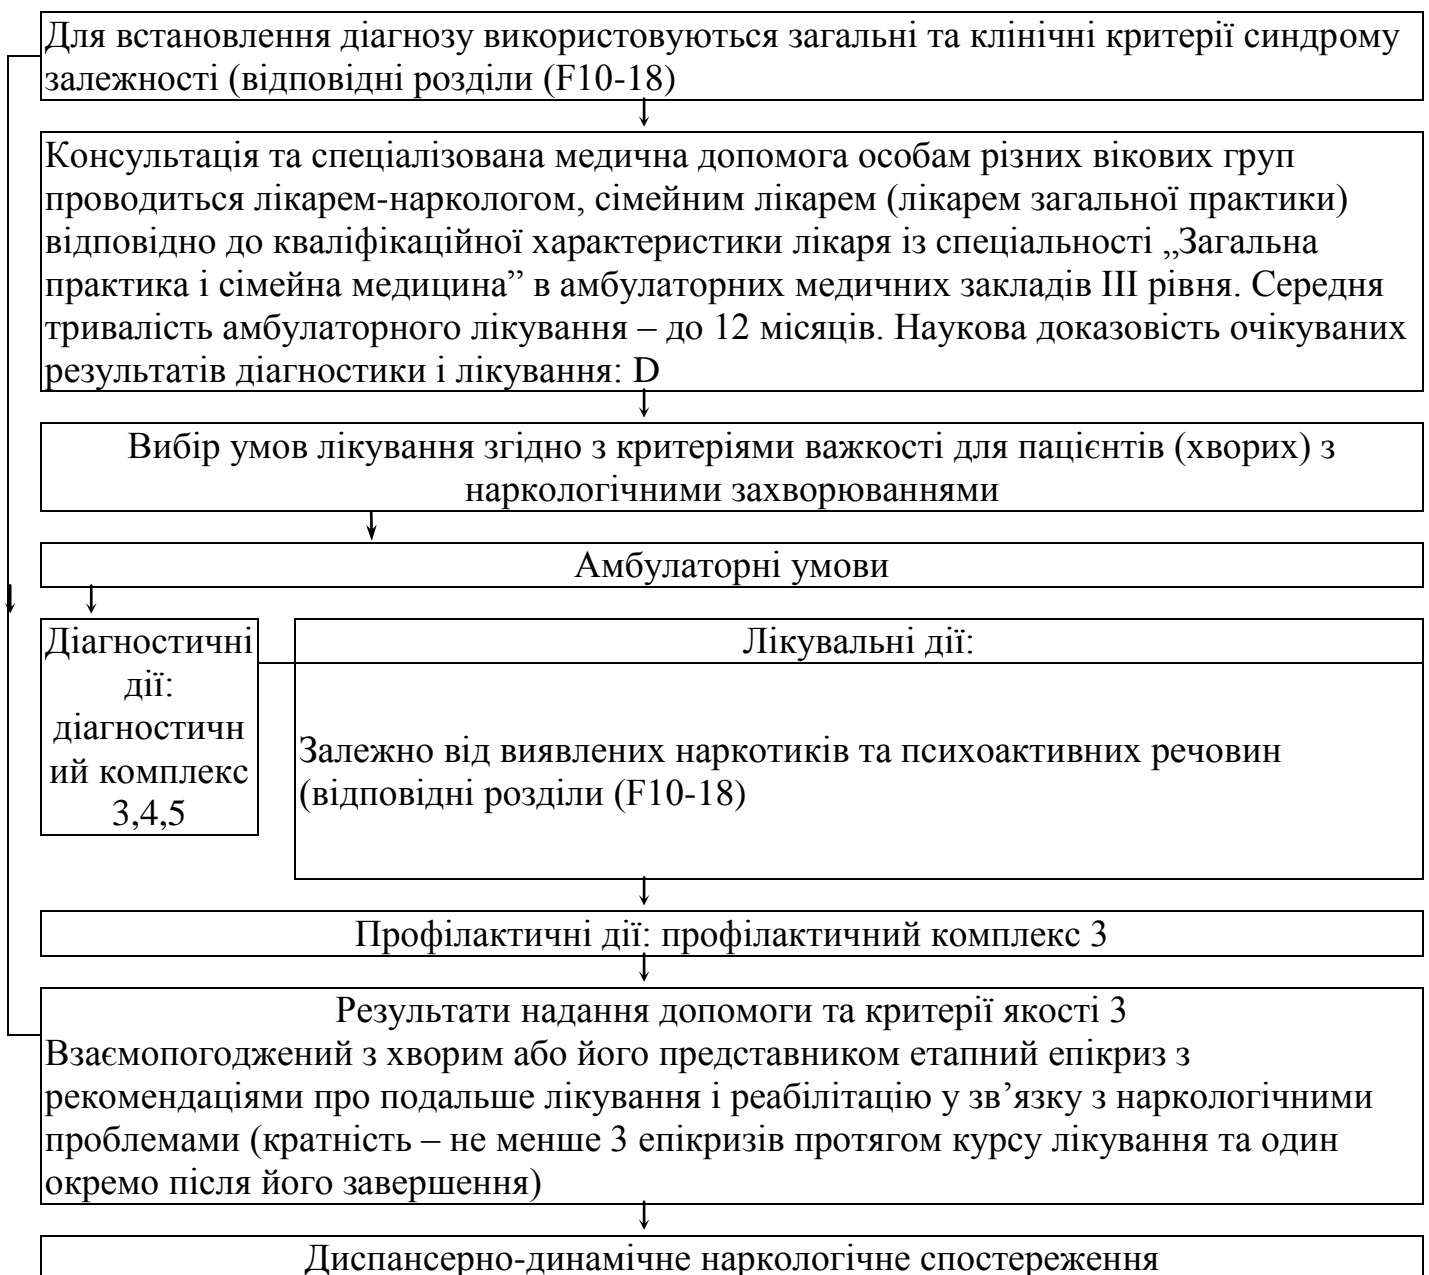 Для встановлення діагнозу використовуються загальні та клінічні критерії синдрому
залежності (відповідні розділи (F10-18)
Консультація та спеціалізована медична допомога особам різних вікових груп
проводиться лікарем-наркологом, сімейним лікарем (лікарем загальної практики)
відповідно до кваліфікаційної характеристики лікаря із спеціальності „Загальна
практика і сімейна медицина” в амбулаторних медичних закладів III рівня. Середня
тривалість амбулаторного лікування – до 12 місяців. Наукова доказовість очікуваних
результатів діагностики і лікування: D
Вибір умов лікування згідно з критеріями важкості для пацієнтів (хворих) з
наркологічними захворюваннями
Амбулаторні умови
Діагностичні
дії:
діагностичн
ий комплекс
3,4,5
Лікувальні дії:
Залежно від виявлених наркотиків та психоактивних речовин
(відповідні розділи (F10-18)
Профілактичні дії: профілактичний комплекс 3
Результати надання допомоги та критерії якості 3
Взаємопогоджений з хворим або його представником етапний епікриз з
рекомендаціями про подальше лікування і реабілітацію у зв’язку з наркологічними
проблемами (кратність – не менше 3 епікризів протягом курсу лікування та один
окремо після його завершення)
Диспансерно-динамічне наркологічне спостереження